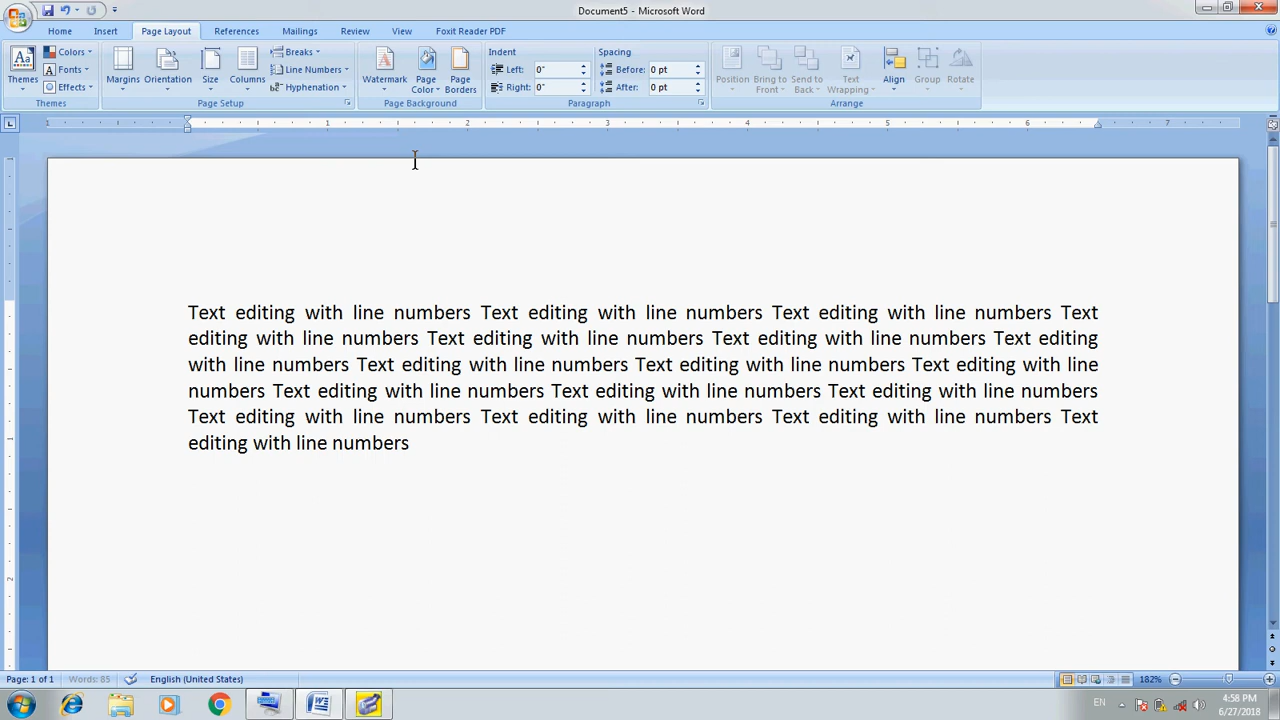 Document5 - Microsoft Word
Home Insert Page Layout References Mailings Review View Foxit Reader PDF
Themes Colors Fonts Effects Themes
Margins Orientation Size Columns Breaks Line Numbers Hyphenation Page Setup
Watermark Page Color Page Borders Page Background
Indent Left: 0" Right: 0" Spacing Before: 0 pt After: 0 pt Paragraph
Position Bring to Front Send to Back Text Wrapping Align Group Rotate Arrange
1 2 3 4 5 6 7
Text editing with line numbers Text editing with line numbers Text editing with line numbers Text
editing with line numbers Text editing with line numbers Text editing with line numbers Text editing
with line numbers Text editing with line numbers Text editing with line numbers Text editing with line
numbers Text editing with line numbers Text editing with line numbers Text editing with line numbers
Text editing with line numbers Text editing with line numbers Text editing with line numbers Text
editing with line numbers
Page: 1 of 1 Words: 85 English (United States) 182%
EN 4:58 PM
6/27/2018